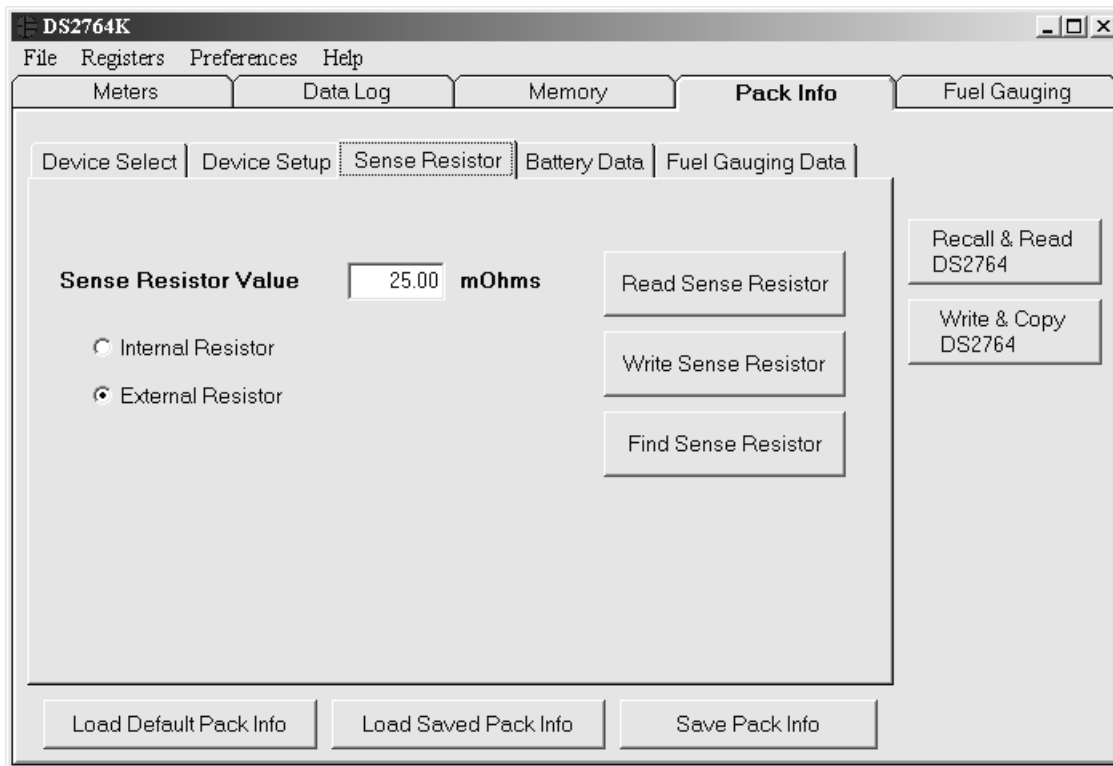 DS2764K
File Registers Preferences Help
Meters Data Log Memory Pack Info Fuel Gauging
Device Select Device Setup Sense Resistor Battery Data Fuel Gauging Data
Sense Resistor Value 25.00 mOhms
Internal Resistor
External Resistor
Read Sense Resistor
Write Sense Resistor
Find Sense Resistor
Recall & Read
DS2764
Write & Copy
DS2764
Load Default Pack Info Load Saved Pack Info Save Pack Info